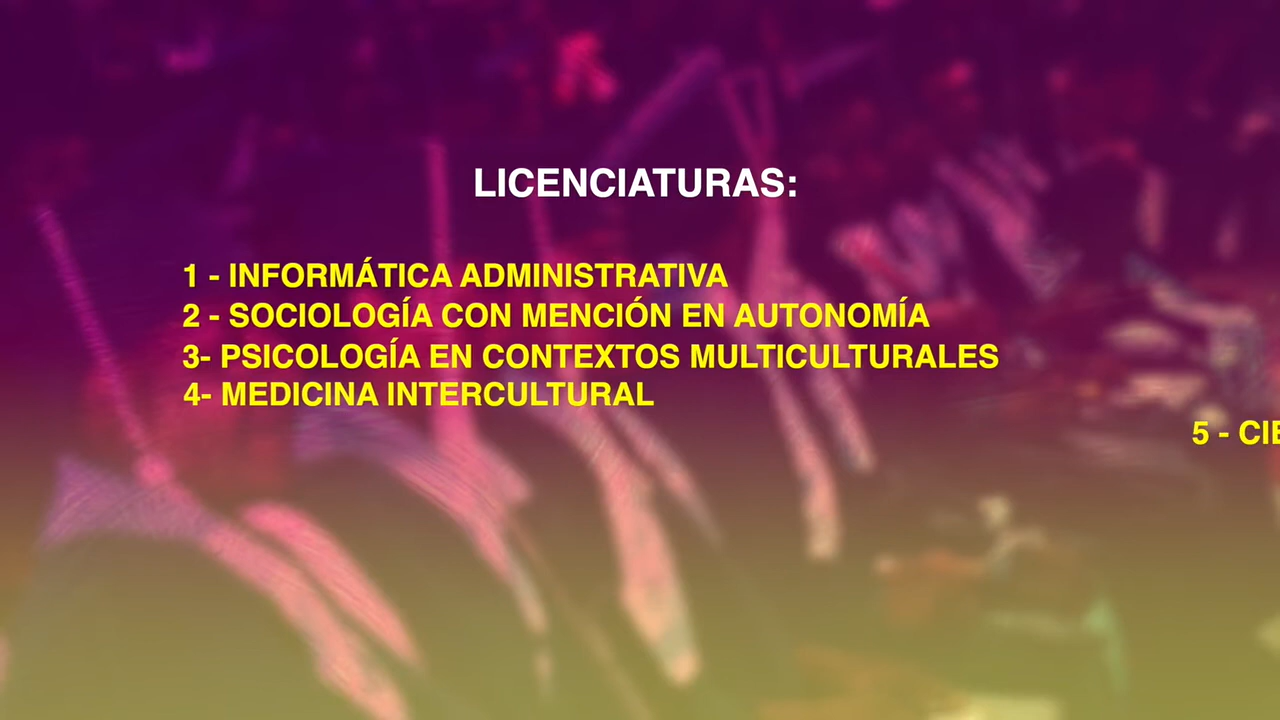 LICENCIATURAS:
1 - INFORMÁTICA ADMINISTRATIVA
2 - SOCIOLOGÍA CON MENCIÓN EN AUTONOMÍA
3- PSICOLOGÍA EN CONTEXTOS MULTICULTURALES
4- MEDICINA INTERCULTURAL
5 -